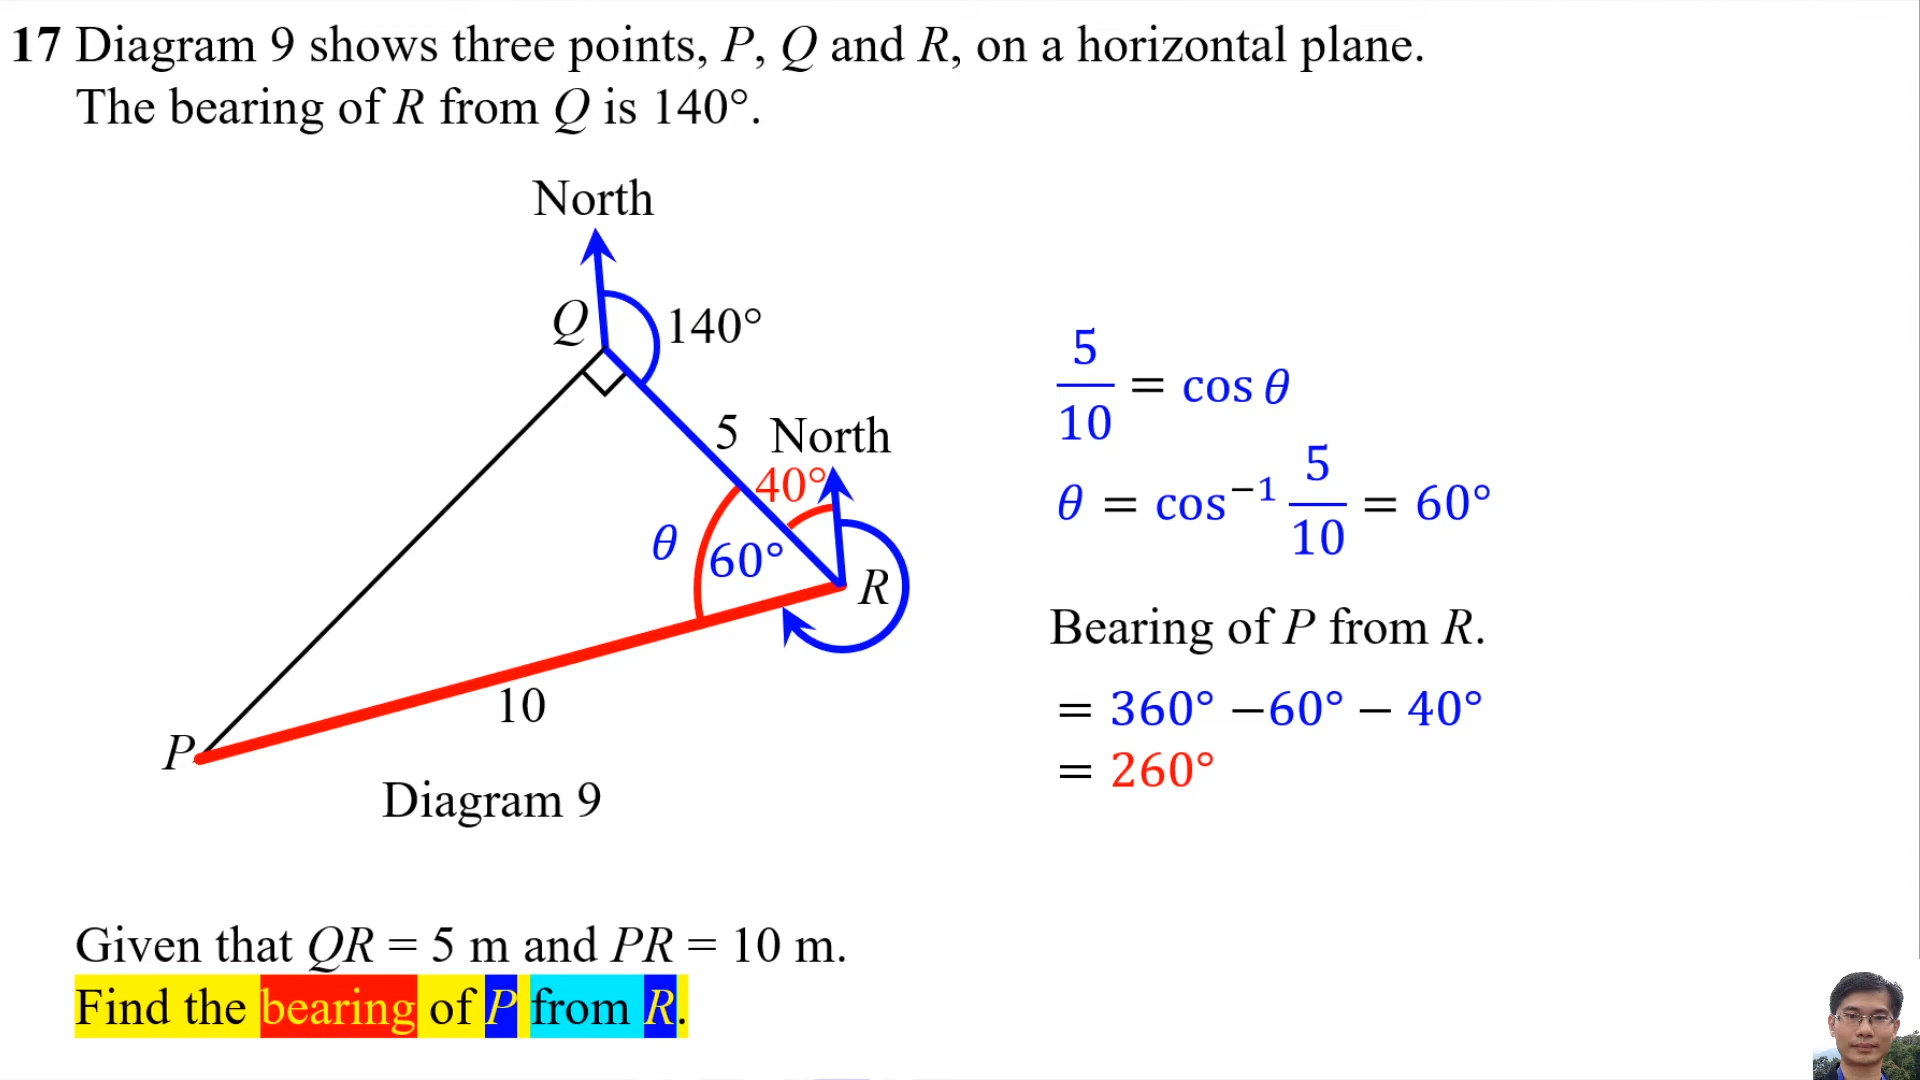 17 Diagram 9 shows three points, P, Q and R, on a horizontal plane.
The bearing of R from Q is 140°.
North
Q
140°
5
North
40°
θ
60°
R
10
P
Diagram 9
5/10 = cos θ
θ = cos⁻¹ 5/10 = 60°
Bearing of P from R.
= 360° −60° − 40°
= 260°
Given that QR = 5 m and PR = 10 m.
Find the bearing of P from R.